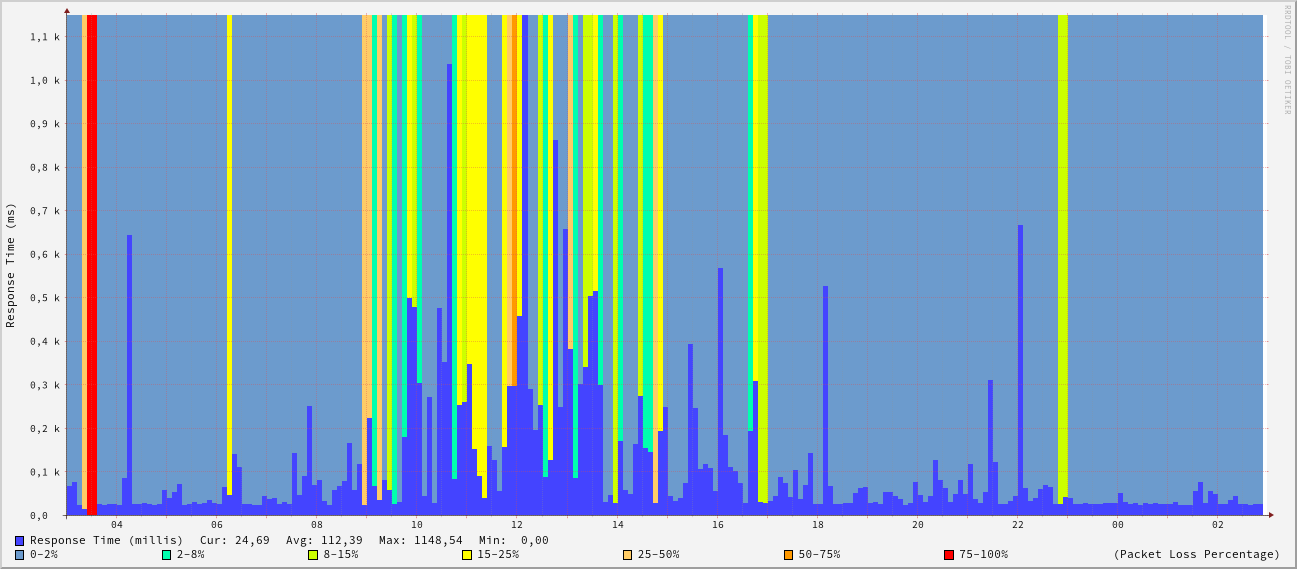 RRDTOOL / TOBI OETIKER
Response Time (ms)
1,1 k
1,0 k
0,9 k
0,8 k
0,7 k
0,6 k
0,5 k
0,4 k
0,3 k
0,2 k
0,1 k
0,0
04 06 08 10 12 14 16 18 20 22 00 02
Response Time (millis) Cur: 24,69 Avg: 112,39 Max: 1148,54 Min: 0,00
0-2% 2-8% 8-15% 15-25% 25-50% 50-75% 75-100% (Packet Loss Percentage)